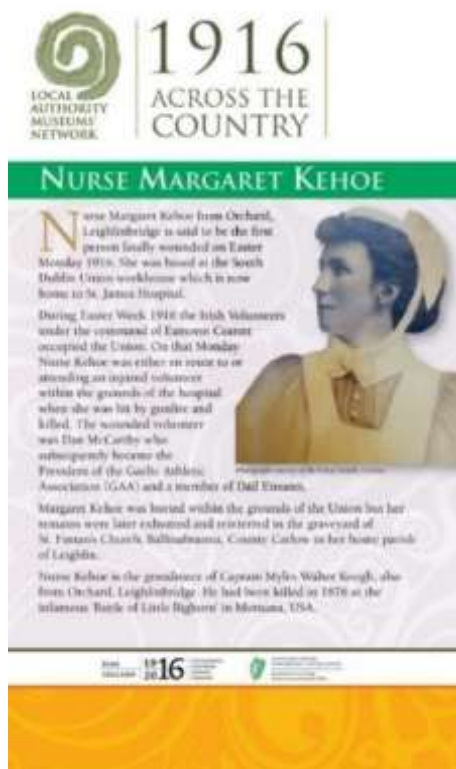 LOCAL
AUTHORITY
MUSEUMS'
NETWORK
1916
ACROSS THE
COUNTRY
NURSE MARGARET KEHOE
Nurse Margaret Kehoe from Orchard,
Leighlinbridge is said to be the first
person fatally wounded on Easter
Monday 1916. She was based at the South
Dublin Union workhouse which is now
home to St. James Hospital.
During Easter Week 1916 the Irish Volunteers
under the command of Eamonn Ceannt
occupied the Union. On that Monday
Nurse Kehoe was either en route to or
attending an injured volunteer
within the grounds of the hospital
when she was hit by gunfire and
killed. The wounded volunteer
was Dan McCarthy who
subsequently became the
President of the Gaelic Athletic
Association (GAA) and a member of Dáil Éireann.
Margaret Kehoe was buried within the grounds of the Union but her
remains were later exhumed and reinterred in the graveyard of
St. Fintan's Church, Ballinabranna, County Carlow in her home parish
of Leighlin.
Nurse Kehoe is the grandniece of Captain Myles Walter Keogh, also
from Orchard, Leighlinbridge. He had been killed in 1876 at the
infamous 'Battle of Little Bighorn' in Montana, USA.
1916